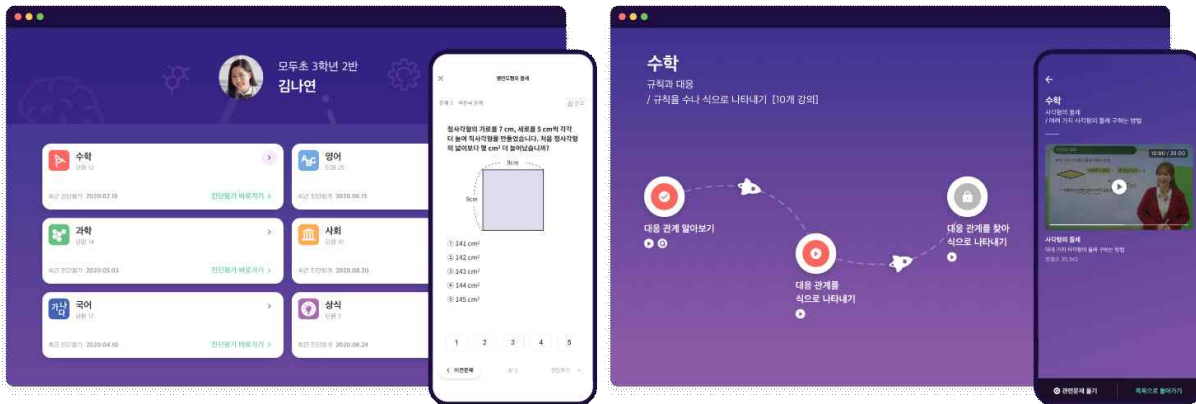 모두초 3학년 2반
김나연
수학
단원 12
최근 진단평가 2020.02.10
진단평가 바로가기 >
영어
단원 25
최근 진단평가 2020.06.15
과학
단원 14
최근 진단평가 2020.05.03
진단평가 바로가기 >
사회
최근 진단평가 2020.08.20
국어
단원 12
최근 진단평가 2020.04.10
진단평가 바로가기 >
상식
최근 진단평가 2020.06.24
정사각형의 가로를 7 cm, 세로를 5 cm씩 각각
더 늘여 직사각형을 만들었습니다. 처음 정사각형
의 넓이보다 몇 cm² 더 늘어났습니까?
9cm
9cm
① 141 cm²
② 142 cm²
③ 143 cm²
④ 144 cm²
⑤ 145 cm²
1 2 3 4 5
이전문제
수학
규칙과 대응
/ 규칙을 수나 식으로 나타내기 [10개 강의]
대응 관계 알아보기
대응 관계를
식으로 나타내기
대응 관계를 찾아
식으로 나타내기
수학
사각형의 둘레
/ 여러 가지 사각형의 둘레 구하는 방법
사각형의 둘레
여러 가지 사각형의 둘레 구하는 방법
관련문제 풀기
목록으로 돌아가기